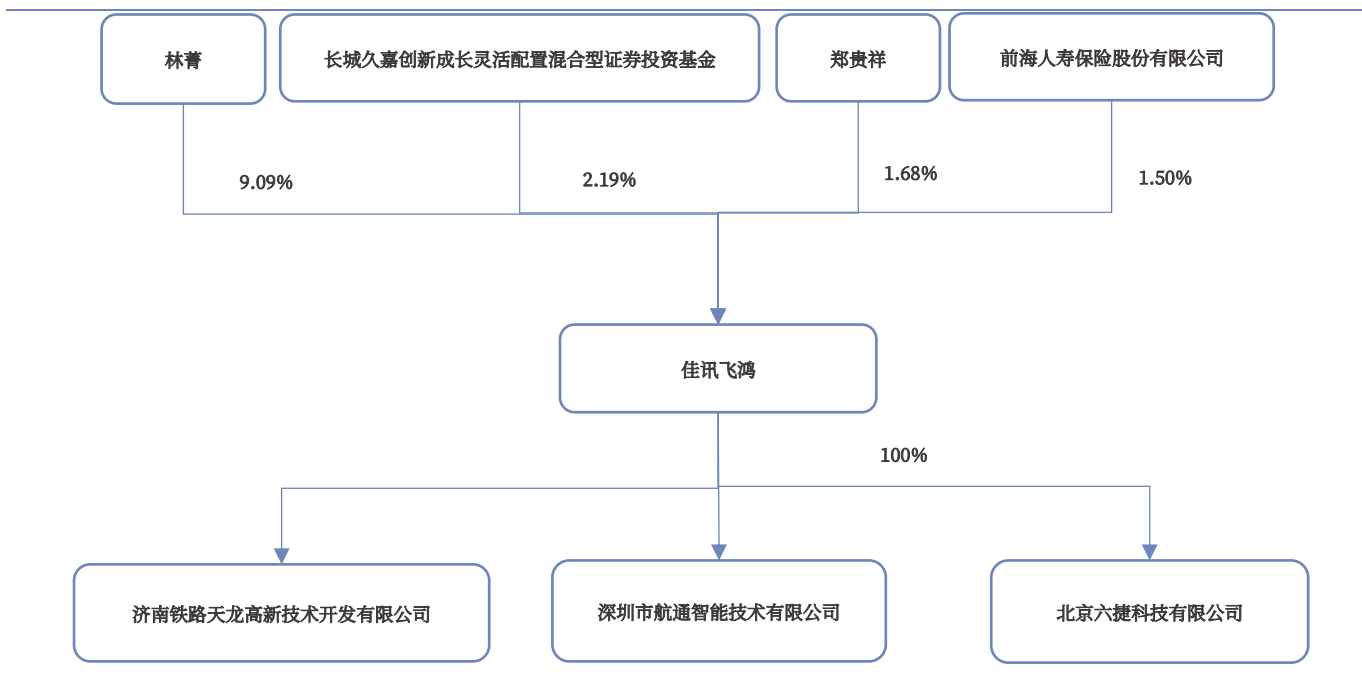 林菁
长城久嘉创新成长灵活配置混合型证券投资基金
郑贵祥
前海人寿保险股份有限公司
9.09%
2.19%
1.68%
1.50%
佳讯飞鸿
100%
济南铁路天龙高新技术开发有限公司
深圳市航通智能技术有限公司
北京六捷科技有限公司